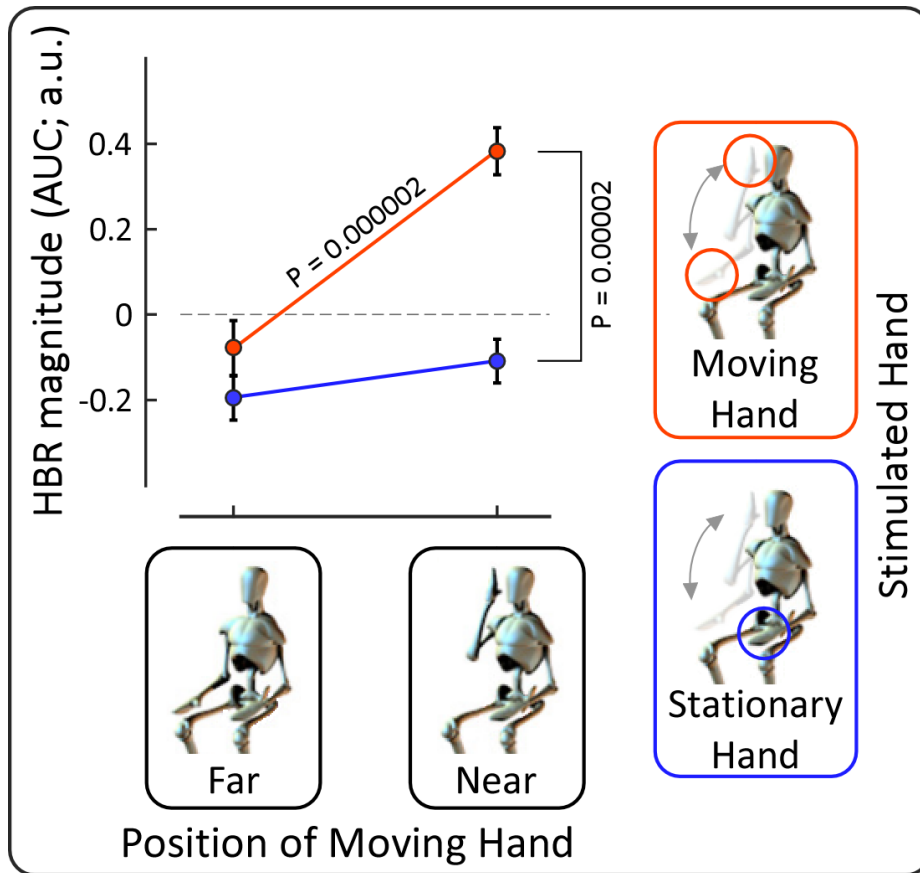 HBR magnitude (AUC; a.u.)
0.4
0.2
0
-0.2
P = 0.000002
P = 0.00002
Moving
Hand
Stationary
Hand
Stimulated Hand
Far
Near
Position of Moving Hand